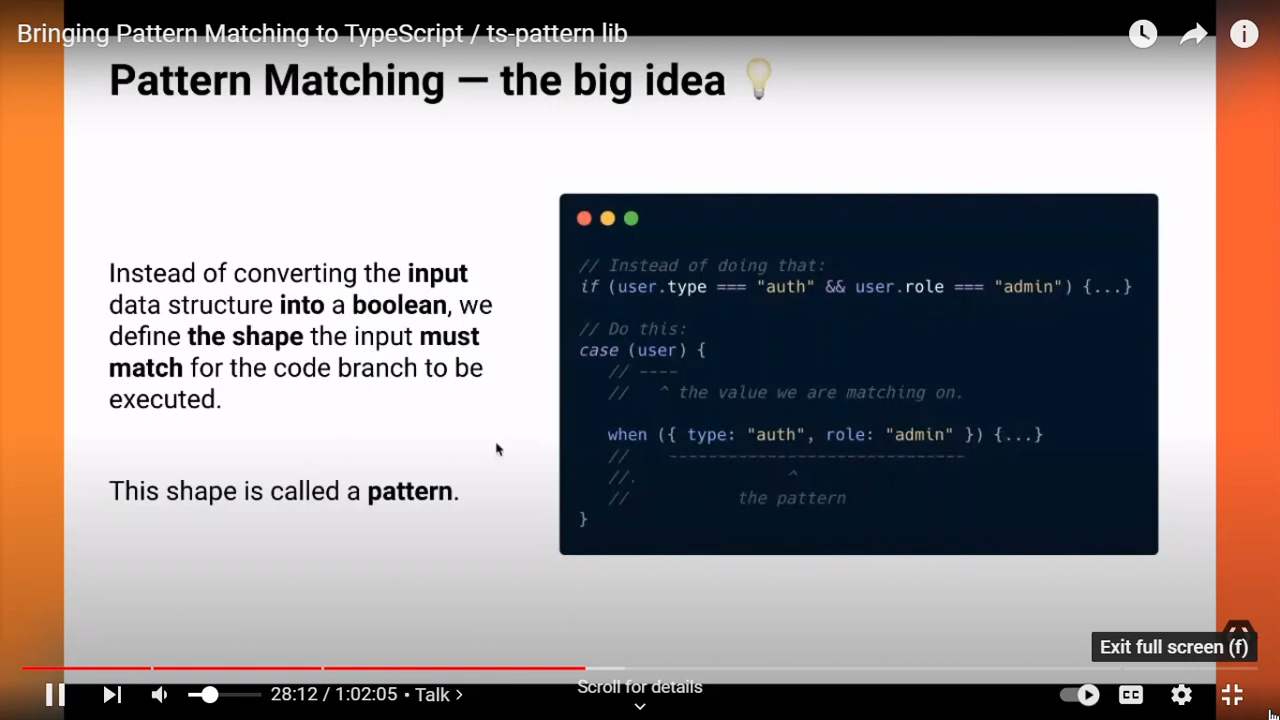 Bringing Pattern Matching to TypeScript / ts-pattern lib
Pattern Matching — the big idea 💡
Instead of converting the input
data structure into a boolean, we
define the shape the input must
match for the code branch to be
executed.
This shape is called a pattern.
// Instead of doing that:
if (user.type === "auth" && user.role === "admin") {...}
// Do this:
case (user) {
// ----
// ^ the value we are matching on.
when ({ type: "auth", role: "admin" }) {...}
// ----------------------------
//. ^
// the pattern
}
Exit full screen (f)
28:12 / 1:02:05 • Talk >
Scroll for details
CC